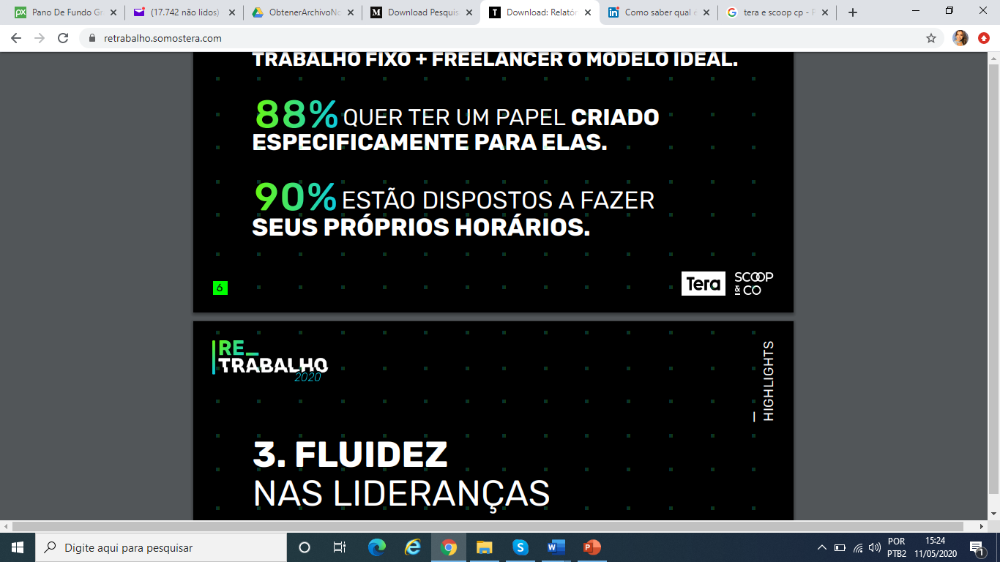 Pano De Fundo Gr
(17.742 não lidos)
ObtenerArchivoNo
Download Pesquis
Download: Relatór
Como saber qual é
tera e scoop cp - P
retrabalho.somostera.com
TRABALHO FIXO + FREELANCER O MODELO IDEAL.
88% QUER TER UM PAPEL CRIADO
ESPECIFICAMENTE PARA ELAS.
90% ESTÃO DISPOSTOS A FAZER
SEUS PRÓPRIOS HORÁRIOS.
6
Tera
SCOOP
& CO
RE_
TRABALHO
2020
— HIGHLIGHTS
3. FLUIDEZ
NAS LIDERANÇAS
Digite aqui para pesquisar
POR
PTB2
15:24
11/05/2020
1